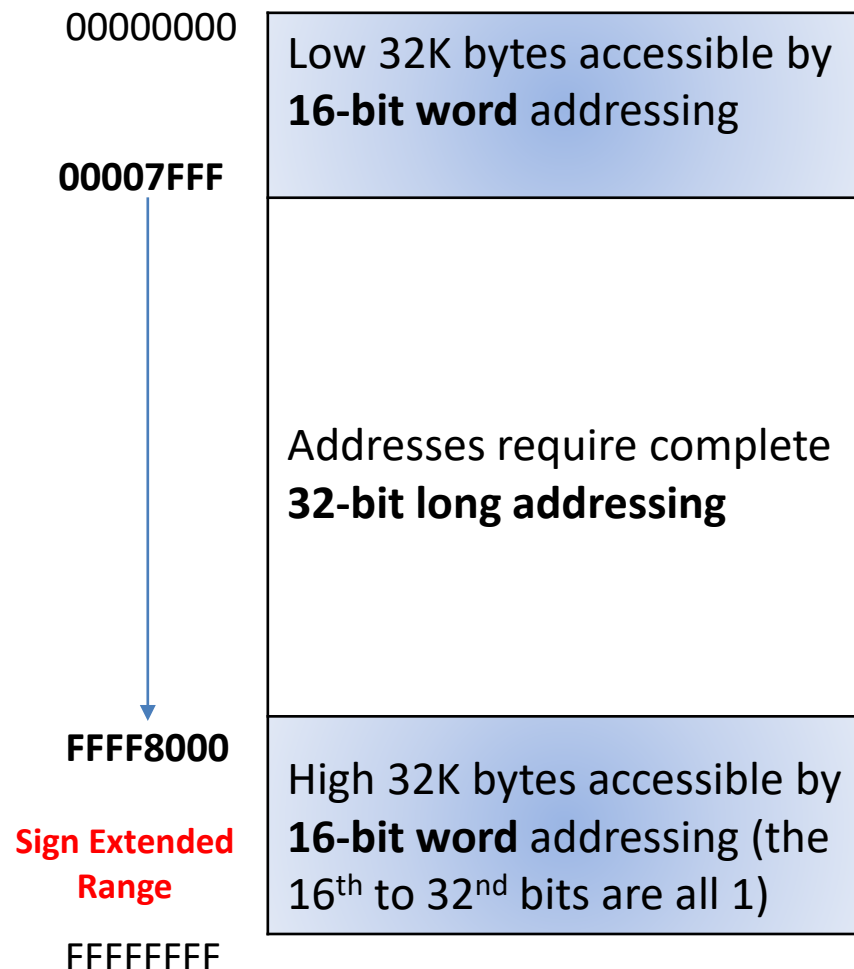 00000000
Low 32K bytes accessible by
16-bit word addressing
00007FFF
Addresses require complete
32-bit long addressing
FFFF8000
High 32K bytes accessible by
16-bit word addressing (the
16th to 32nd bits are all 1)
Sign Extended
Range
FFFFFFFF